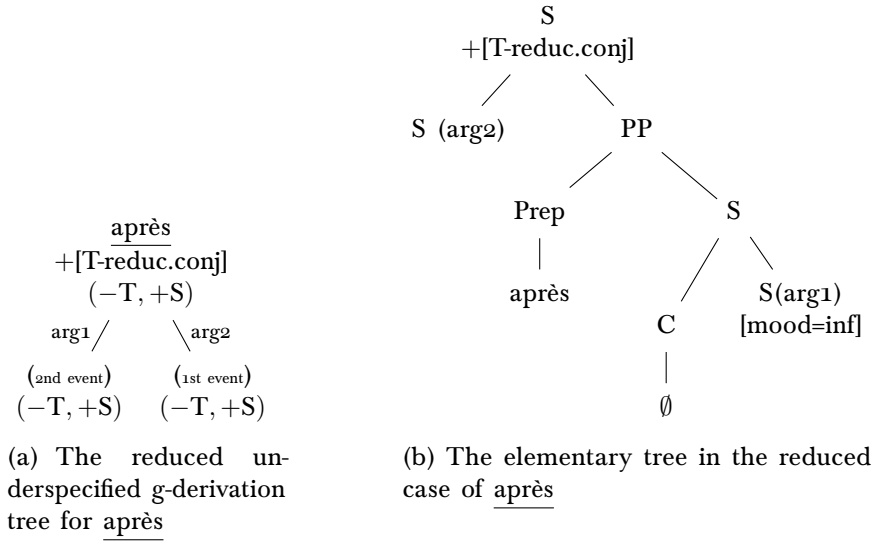 S
+[T-reduc.conj]
S (arg2)
PP
Prep
S
après
C
S(arg1)
[mood=inf]
∅
après
+[T-reduc.conj]
(−T, +S)
arg1
arg2
(2nd event)
(1st event)
(−T, +S)
(−T, +S)
(a) The reduced un-
derspecified g-derivation
tree for après
(b) The elementary tree in the reduced
case of après